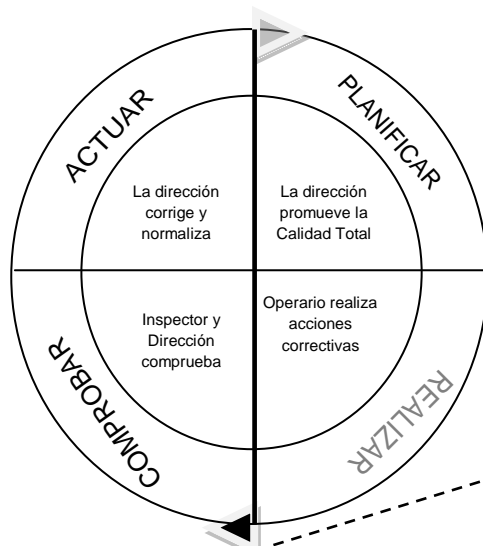 ACTUAR
PLANIFICAR
La dirección
corrige y
normaliza
La dirección
promueve la
Calidad Total
Inspector y
Dirección
comprueba
Operario realiza
acciones
correctivas
COMPROBAR
REALIZAR